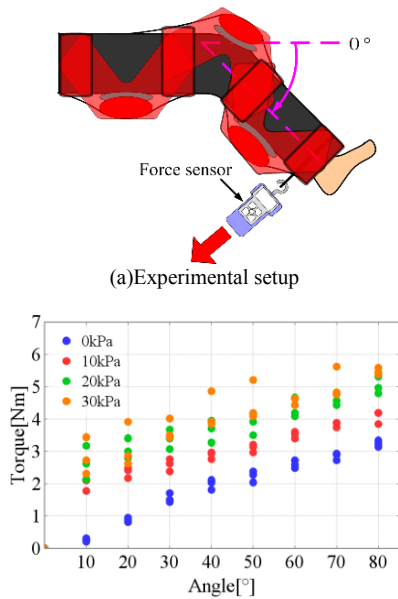 0 °
Force sensor
(a)Experimental setup
7
6
5
4
3
2
1
0
Torque[Nm]
0kPa
10kPa
20kPa
30kPa
10 20 30 40 50 60 70 80
Angle[°]